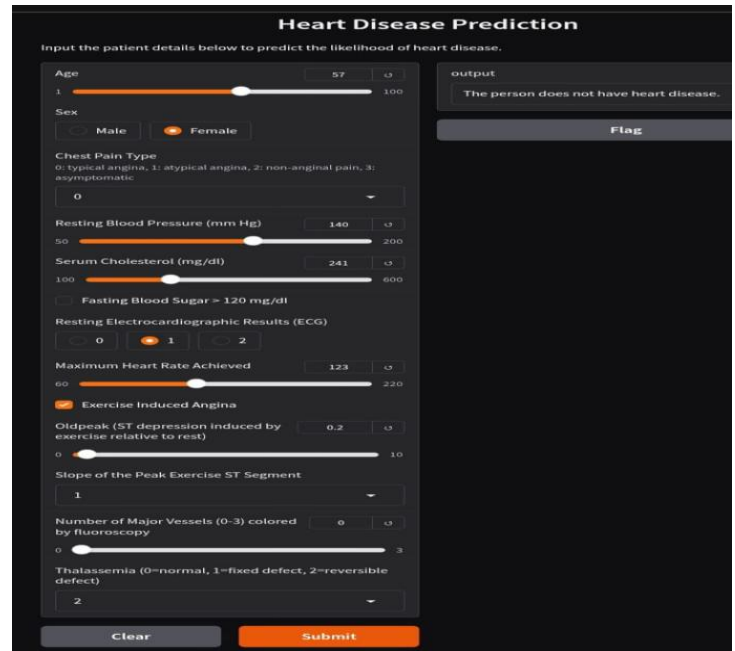 Heart Disease Prediction
Input the patient details below to predict the likelihood of heart disease.
Age
57
1
100
Sex
Male
Female
Chest Pain Type
0: typical angina, 1: atypical angina, 2: non-anginal pain, 3:
asymptomatic
0
Resting Blood Pressure (mm Hg)
140
50
200
Serum Cholesterol (mg/dl)
241
100
600
Fasting Blood Sugar > 120 mg/dl
Resting Electrocardiographic Results (ECG)
0
1
2
Maximum Heart Rate Achieved
123
60
220
Exercise Induced Angina
Oldpeak (ST depression induced by
exercise relative to rest)
0.2
0
10
Slope of the Peak Exercise ST Segment
1
Number of Major Vessels (0-3) colored
by fluoroscopy
0
0
3
Thalassemia (0=normal, 1=fixed defect, 2=reversible
defect)
2
Clear
Submit
output
The person does not have heart disease.
Flag